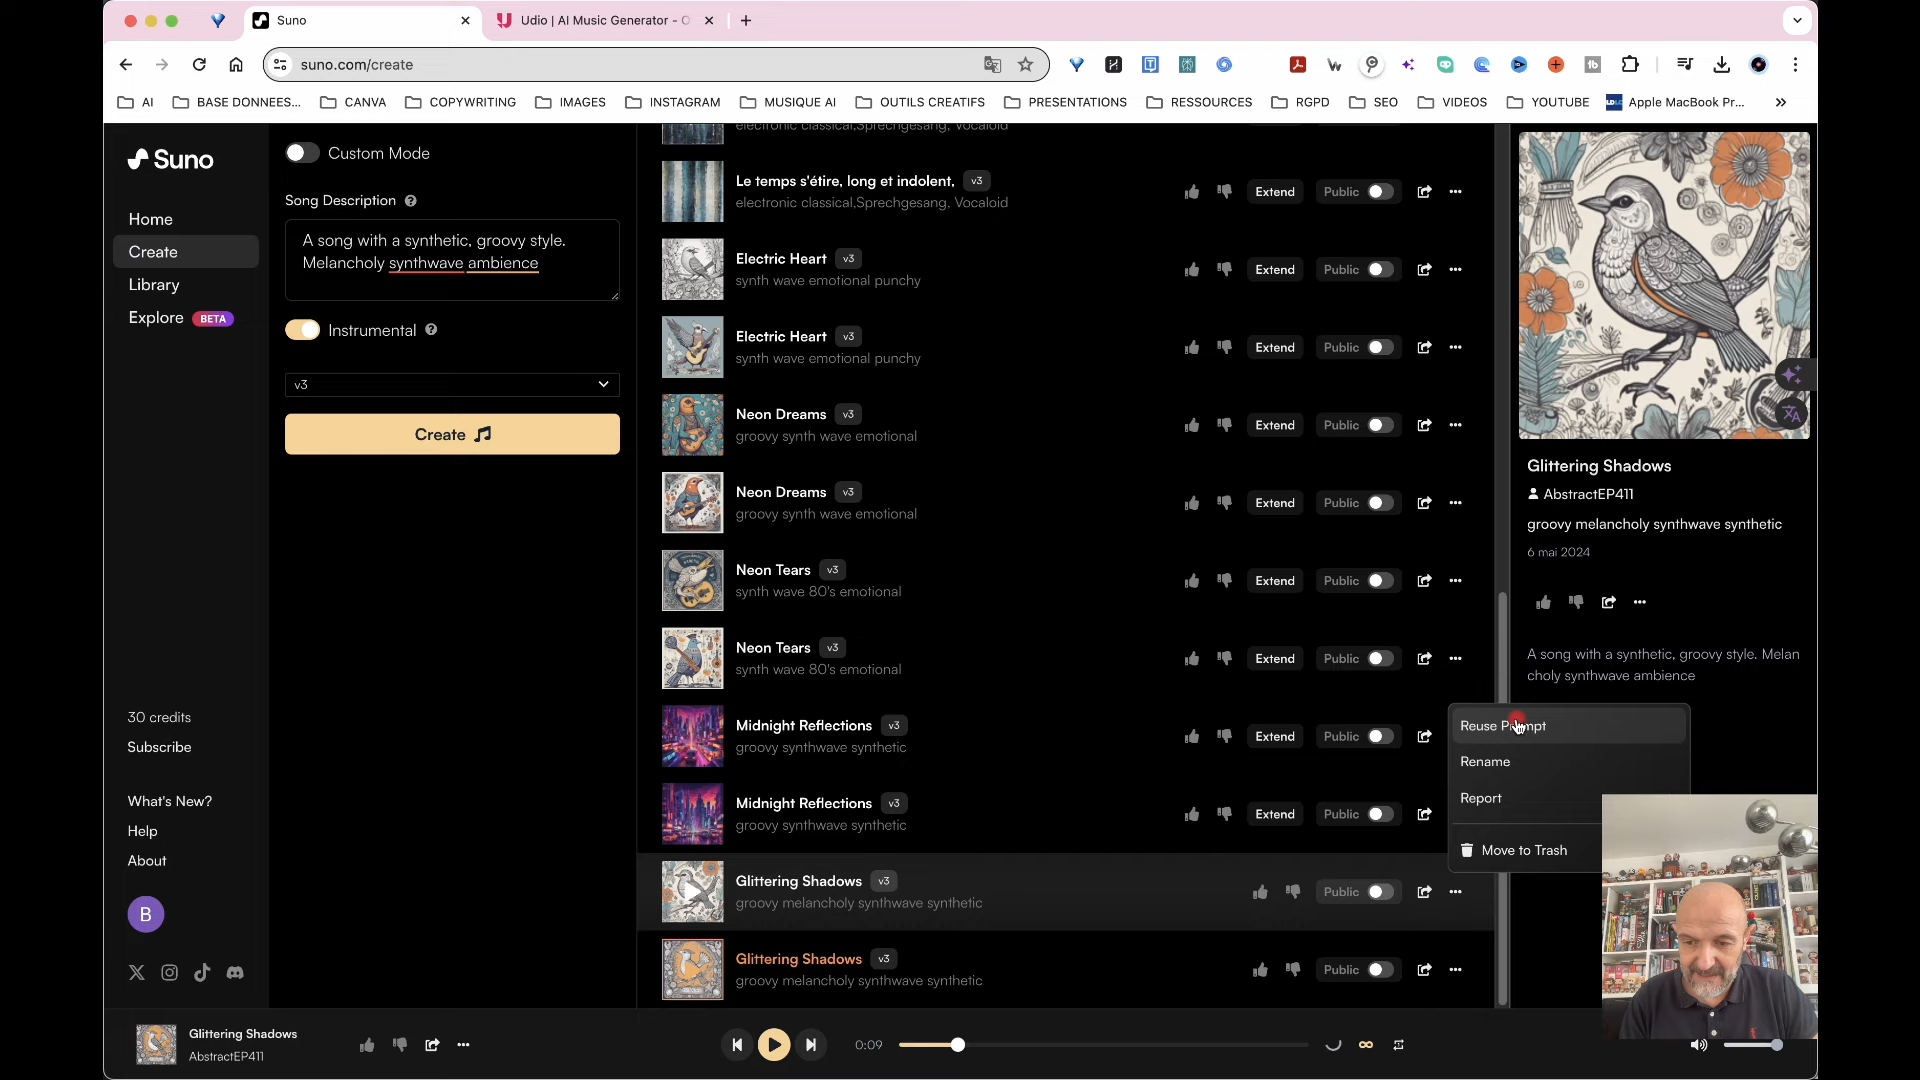 Suno
Udio | AI Music Generator - O
suno.com/create
AI
BASE DONNEES...
CANVA
COPYWRITING
IMAGES
INSTAGRAM
MUSIQUE AI
OUTILS CREATIFS
PRESENTATIONS
RESSOURCES
RGPD
SEO
VIDEOS
YOUTUBE
Apple MacBook Pr...
Suno
Home
Create
Library
Explore BETA
30 credits
Subscribe
What's New?
Help
About
B
Custom Mode
Song Description
A song with a synthetic, groovy style.
Melancholy synthwave ambience
Instrumental
v3
Create
electronic classical,Sprechgesang, Vocaloid
Le temps s'étire, long et indolent, v3
electronic classical,Sprechgesang, Vocaloid
Extend Public
Electric Heart v3
synth wave emotional punchy
Extend Public
Electric Heart v3
synth wave emotional punchy
Extend Public
Neon Dreams v3
groovy synth wave emotional
Extend Public
Neon Dreams v3
groovy synth wave emotional
Extend Public
Neon Tears v3
synth wave 80's emotional
Extend Public
Neon Tears v3
synth wave 80's emotional
Extend Public
Midnight Reflections v3
groovy synthwave synthetic
Extend Public
Midnight Reflections v3
groovy synthwave synthetic
Extend Public
Glittering Shadows v3
groovy melancholy synthwave synthetic
Public
Glittering Shadows v3
groovy melancholy synthwave synthetic
Public
Glittering Shadows
AbstractEP411
groovy melancholy synthwave synthetic
6 mai 2024
A song with a synthetic, groovy style. Melan
choly synthwave ambience
Reuse Prompt
Rename
Report
Move to Trash
Glittering Shadows
AbstractEP411
0:09